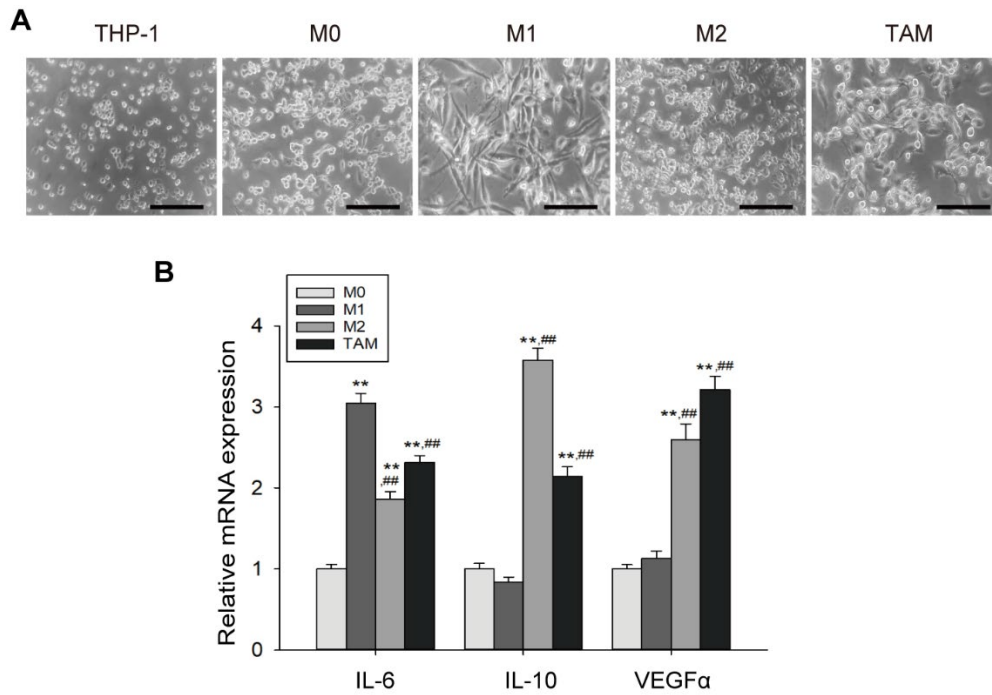 A
THP-1 M0 M1 M2 TAM
B
M0
M1
M2
TAM
Relative mRNA expression
4
3
2
1
0
**
**
,##
**,##
**,##
**,##
**,##
**,##
IL-6 IL-10 VEGFα